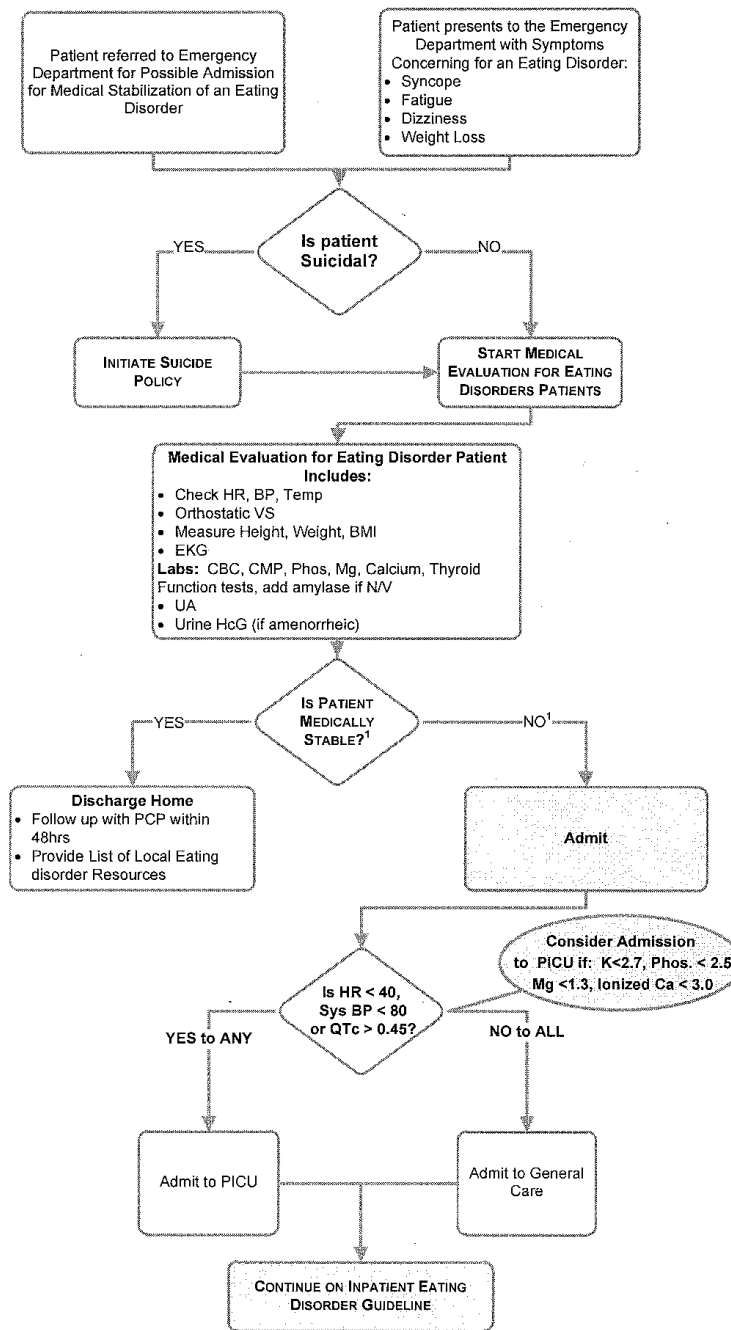 Patient referred to Emergency
Department for Possible Admission
for Medical Stabilization of an Eating
Disorder
Patient presents to the Emergency
Department with Symptoms
Concerning for an Eating Disorder:
• Syncope
• Fatigue
• Dizziness
• Weight Loss
Is patient
Suicidal?
YES
NO
INITIATE SUICIDE
POLICY
START MEDICAL
EVALUATION FOR EATING
DISORDERS PATIENTS
Medical Evaluation for Eating Disorder Patient
Includes:
• Check HR, BP, Temp
• Orthostatic VS
• Measure Height, Weight, BMI
• EKG
Labs: CBC, CMP, Phos, Mg, Calcium, Thyroid
Function tests, add amylase if N/V
• UA
• Urine HcG (if amenorrheic)
IS PATIENT
MEDICALLY
STABLE?¹
YES
NO¹
Discharge Home
• Follow up with PCP within
48hrs
• Provide List of Local Eating
disorder Resources
Admit
Consider Admission
to PICU if: K<2.7, Phos. < 2.5
Mg <1.3, Ionized Ca < 3.0
Is HR < 40,
Sys BP < 80
or QTc > 0.45?
YES to ANY
NO to ALL
Admit to PICU
Admit to General
Care
CONTINUE ON INPATIENT EATING
DISORDER GUIDELINE